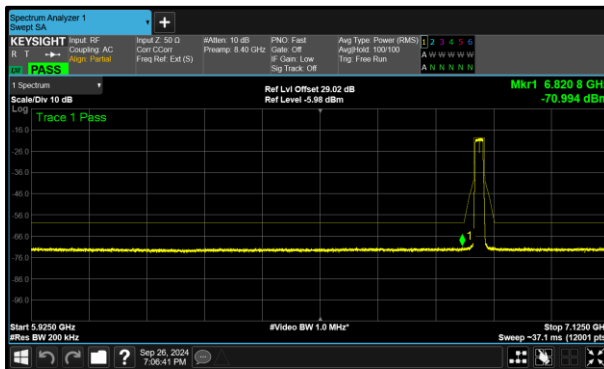 Spectrum Analyzer 1
Swept SA
KEYSIGHT
R T
PASS
Input: RF
Coupling: AC
Align: Partial
Input Z: 50 Ω
Corr CCorr
Freq Ref: Ext (S)
#Atten: 10 dB
Preamp: 8.40 GHz
PNO: Fast
Gate: Off
IF Gain: Low
Sig Track: Off
Avg Type: Power (RMS)
Avg|Hold: 100/100
Trig: Free Run
1 2 3 4 5 6
A W W W W W
A N N N N N
1 Spectrum
Scale/Div 10 dB
Ref Lvl Offset 29.02 dB
Ref Level -5.98 dBm
Mkr1 6.820 8 GHz
-70.994 dBm
Log
Trace 1 Pass
-16.0
-26.0
-36.0
-46.0
-56.0
-66.0
-76.0
-86.0
-96.0
1
Start 5.9250 GHz
#Res BW 200 kHz
#Video BW 1.0 MHz*
Stop 7.1250 GHz
Sweep ~37.1 ms (12001 pts)
?
Sep 26, 2024
7:06:41 PM